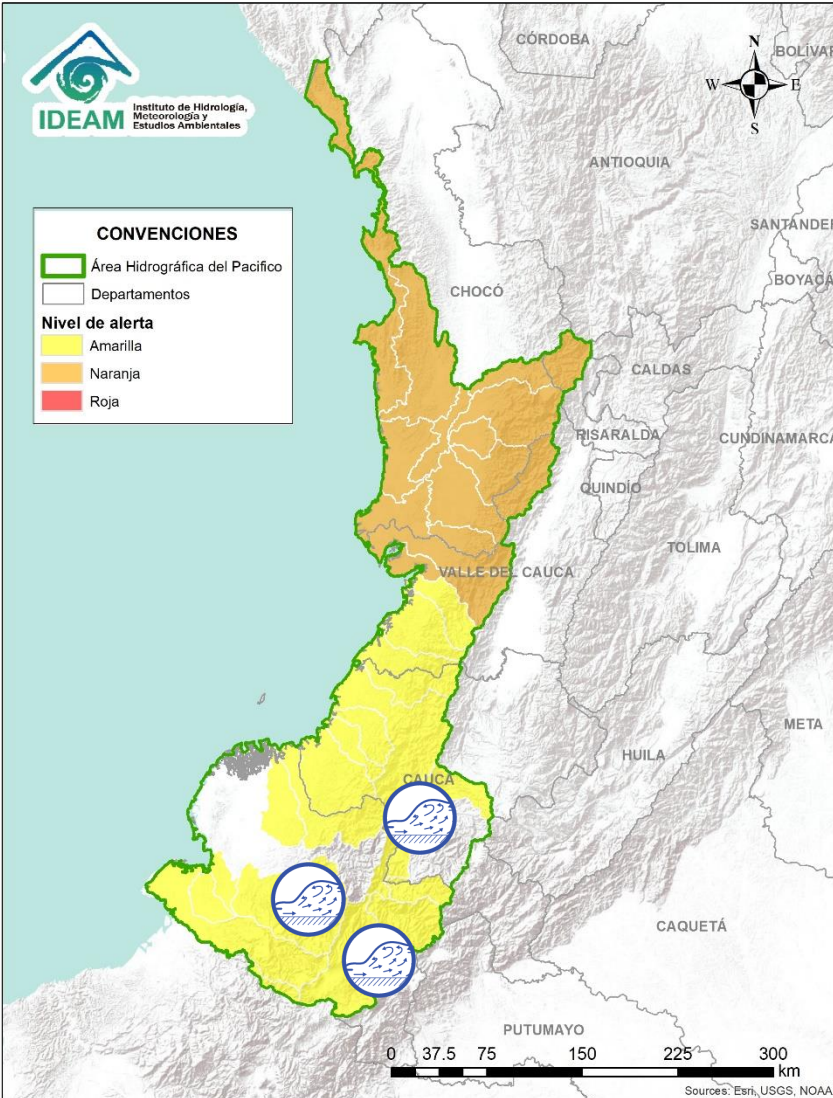 IDEAM
Instituto de Hidrología,
Meteorología y
Estudios Ambientales
CONVENCIONES
Área Hidrográfica del Pacifico
Departamentos
Nivel de alerta
Amarilla
Naranja
Roja
N
W
E
S
CÓRDOBA
BOLÍVAR
ANTIOQUIA
SANTANDER
BOYACÁ
CHOCÓ
CALDAS
RISARALDA
CUNDINAMARCA
QUINDÍO
TOLIMA
VALLE DEL CAUCA
META
HUILA
CAUCA
CAQUETÁ
PUTUMAYO
0 37.5 75 150 225 300
km
Sources: Esri, USGS, NOAA